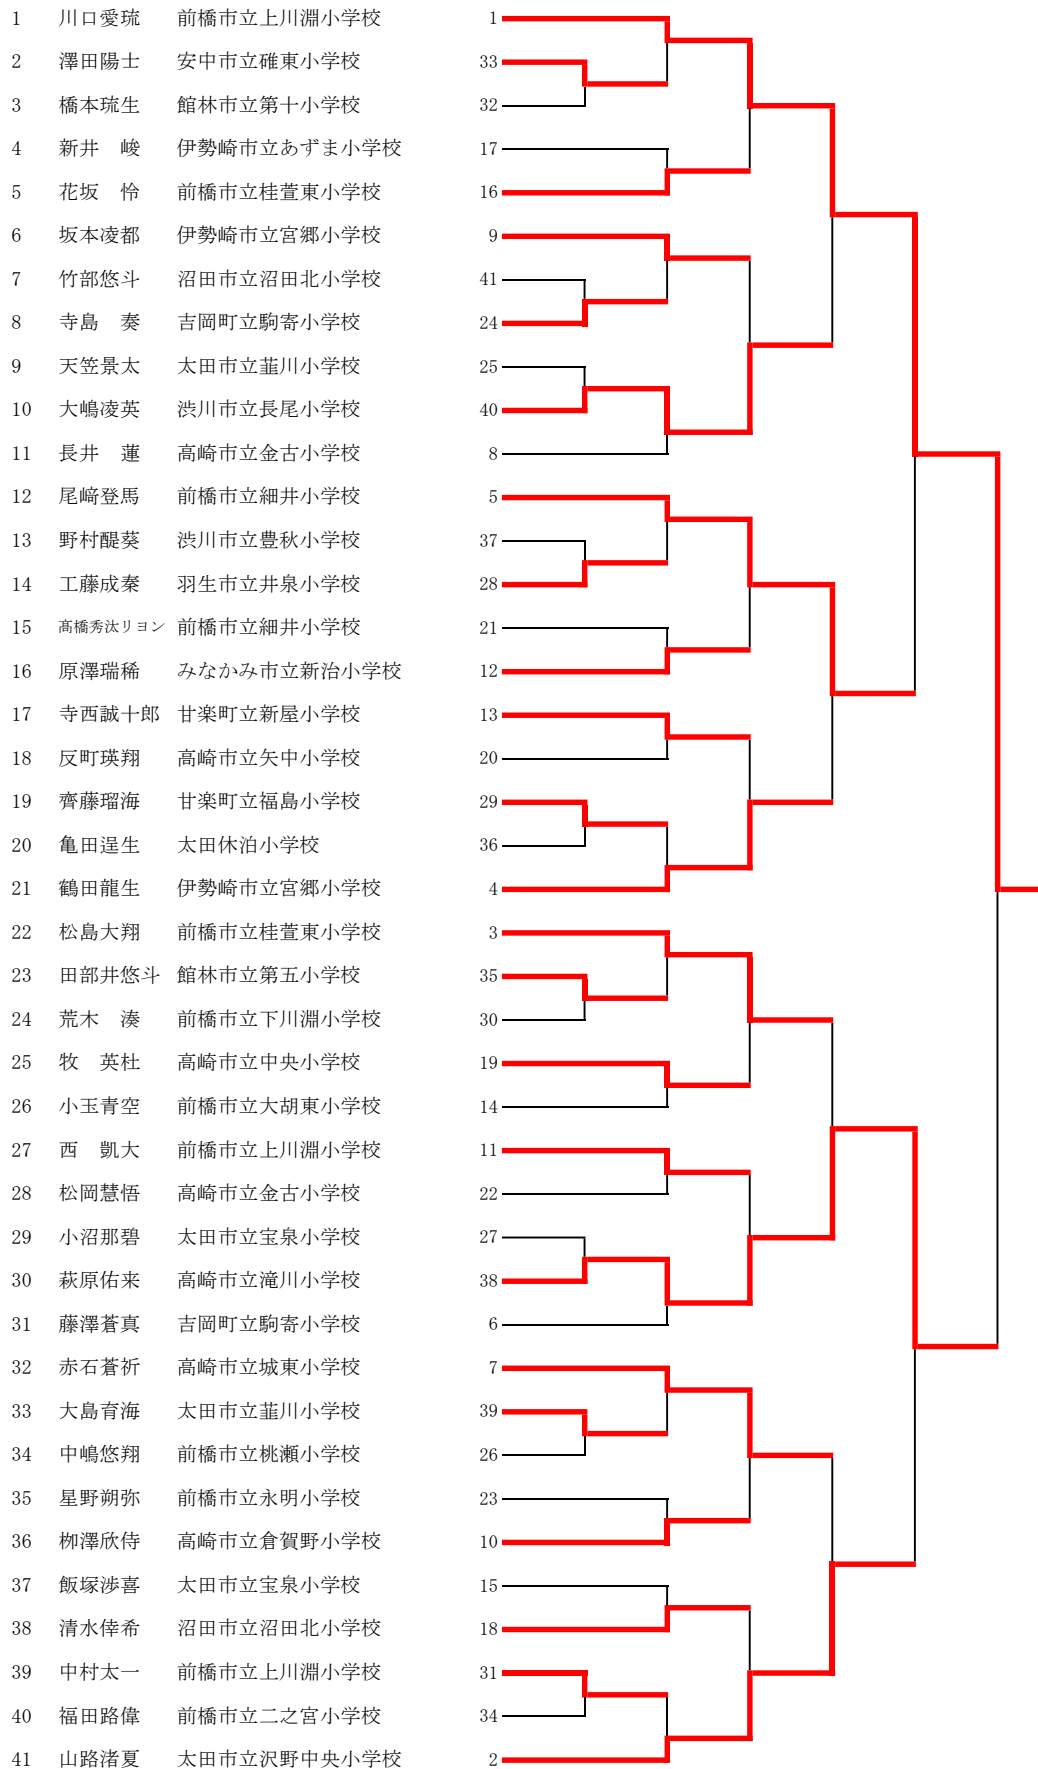 1 川口愛琉 前橋市立上川淵小学校 1
2 澤田陽士 安中市立碓東小学校 33
3 橋本琉生 館林市立第十小学校 32
4 新井　峻 伊勢崎市立あずま小学校 17
5 花坂　怜 前橋市立桂萱東小学校 16
6 坂本凌都 伊勢崎市立宮郷小学校 9
7 竹部悠斗 沼田市立沼田北小学校 41
8 寺島　奏 吉岡町立駒寄小学校 24
9 天笠景太 太田市立韮川小学校 25
10 大嶋凌英 渋川市立長尾小学校 40
11 長井　蓮 高崎市立金古小学校 8
12 尾﨑登馬 前橋市立細井小学校 5
13 野村醍葵 渋川市立豊秋小学校 37
14 工藤成秦 羽生市立井泉小学校 28
15 髙橋秀汰リヨン 前橋市立細井小学校 21
16 原澤瑞稀 みなかみ市立新治小学校 12
17 寺西誠十郎 甘楽町立新屋小学校 13
18 反町瑛翔 高崎市立矢中小学校 20
19 齊藤瑠海 甘楽町立福島小学校 29
20 亀田逞生 太田休泊小学校 36
21 鶴田龍生 伊勢崎市立宮郷小学校 4
22 松島大翔 前橋市立桂萱東小学校 3
23 田部井悠斗 館林市立第五小学校 35
24 荒木　湊 前橋市立下川淵小学校 30
25 牧　英杜 高崎市立中央小学校 19
26 小玉青空 前橋市立大胡東小学校 14
27 西　凱大 前橋市立上川淵小学校 11
28 松岡慧悟 高崎市立金古小学校 22
29 小沼那碧 太田市立宝泉小学校 27
30 萩原佑来 高崎市立滝川小学校 38
31 藤澤蒼真 吉岡町立駒寄小学校 6
32 赤石蒼祈 高崎市立城東小学校 7
33 大島育海 太田市立韮川小学校 39
34 中嶋悠翔 前橋市立桃瀬小学校 26
35 星野朔弥 前橋市立永明小学校 23
36 栁澤欣侍 高崎市立倉賀野小学校 10
37 飯塚渉喜 太田市立宝泉小学校 15
38 清水倖希 沼田市立沼田北小学校 18
39 中村太一 前橋市立上川淵小学校 31
40 福田路偉 前橋市立二之宮小学校 34
41 山路渚夏 太田市立沢野中央小学校 2